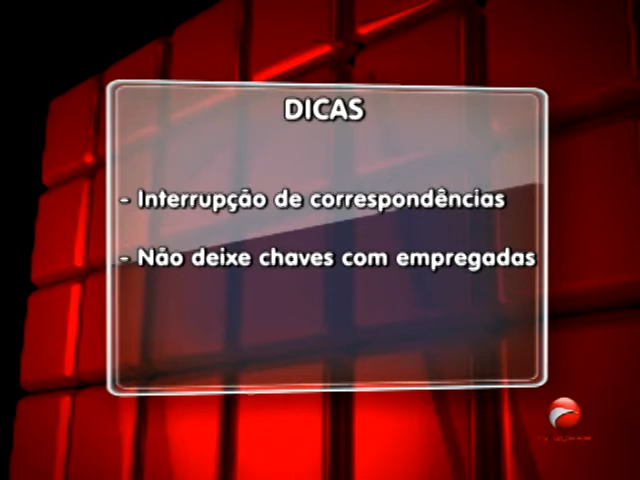 DICAS
- Interrupção de correspondências
- Não deixe chaves com empregadas